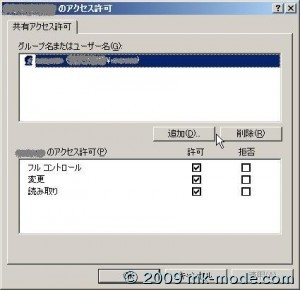 のアクセス許可
共有アクセス許可
グループ名またはユーザー名(G):
追加(D)...
削除(R)
のアクセス許可(P)
許可
拒否
フル コントロール
変更
読み取り
© 2009 mk-mode.com